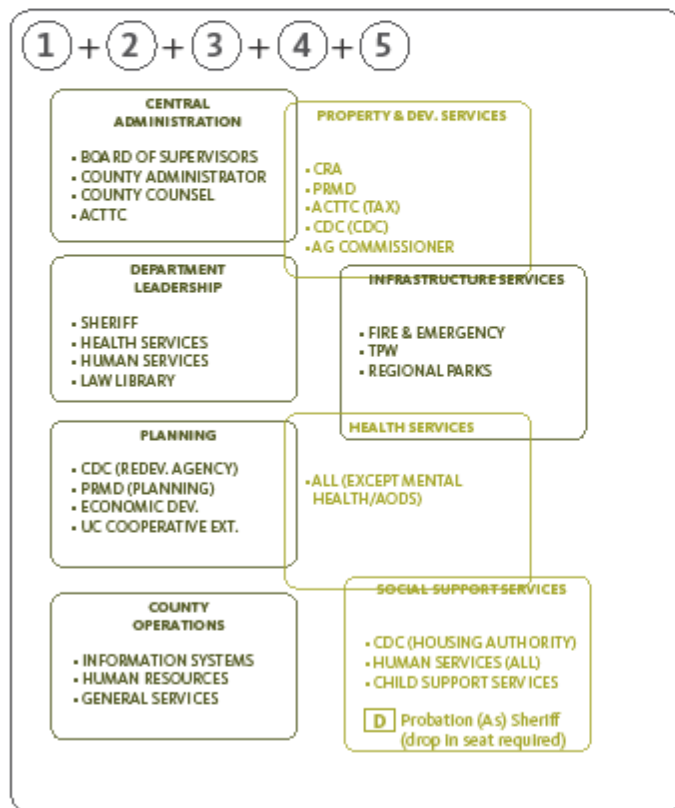 1 + 2 + 3 + 4 + 5
CENTRAL
ADMINISTRATION
• BOARD OF SUPERVISORS
• COUNTY ADMINISTRATOR
• COUNTY COUNSEL
• ACTTC
PROPERTY & DEV. SERVICES
• CRA
• PRMD
• ACTTC (TAX)
• CDC (CDC)
• AG COMMISSIONER
DEPARTMENT
LEADERSHIP
• SHERIFF
• HEALTH SERVICES
• HUMAN SERVICES
• LAW LIBRARY
INFRASTRUCTURE SERVICES
• FIRE & EMERGENCY
• TPW
• REGIONAL PARKS
PLANNING
• CDC (REDEV. AGENCY)
• PRMD (PLANNING)
• ECONOMIC DEV.
• UC COOPERATIVE EXT.
HEALTH SERVICES
• ALL (EXCEPT MENTAL
HEALTH/AODS)
COUNTY
OPERATIONS
• INFORMATION SYSTEMS
• HUMAN RESOURCES
• GENERAL SERVICES
SOCIAL SUPPORT SERVICES
• CDC (HOUSING AUTHORITY)
• HUMAN SERVICES (ALL)
• CHILD SUPPORT SERVICES
D Probation (As) Sheriff
(drop in seat required)